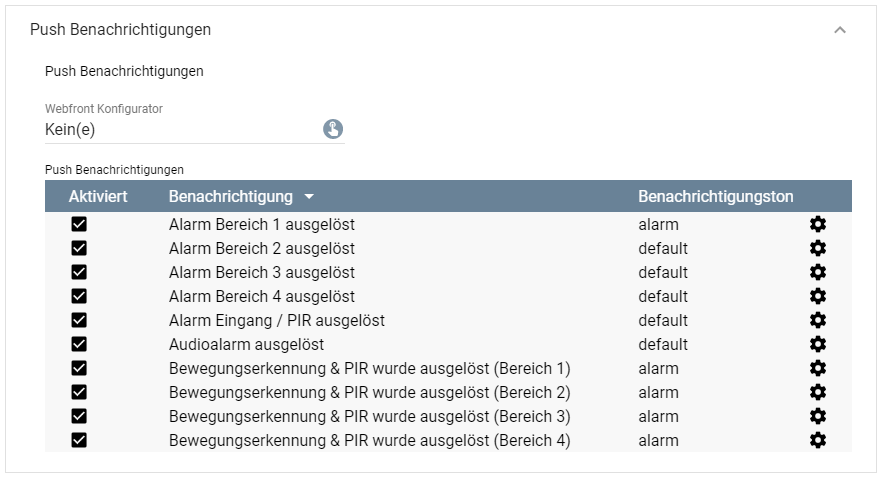 Push Benachrichtigungen
Push Benachrichtigungen
Webfront Konfigurator
Kein(e)
Push Benachrichtigungen
Aktiviert Benachrichtigung Benachrichtigungston
Alarm Bereich 1 ausgelöst alarm
Alarm Bereich 2 ausgelöst default
Alarm Bereich 3 ausgelöst default
Alarm Bereich 4 ausgelöst default
Alarm Eingang / PIR ausgelöst default
Audioalarm ausgelöst default
Bewegungserkennung & PIR wurde ausgelöst (Bereich 1) alarm
Bewegungserkennung & PIR wurde ausgelöst (Bereich 2) alarm
Bewegungserkennung & PIR wurde ausgelöst (Bereich 3) alarm
Bewegungserkennung & PIR wurde ausgelöst (Bereich 4) alarm